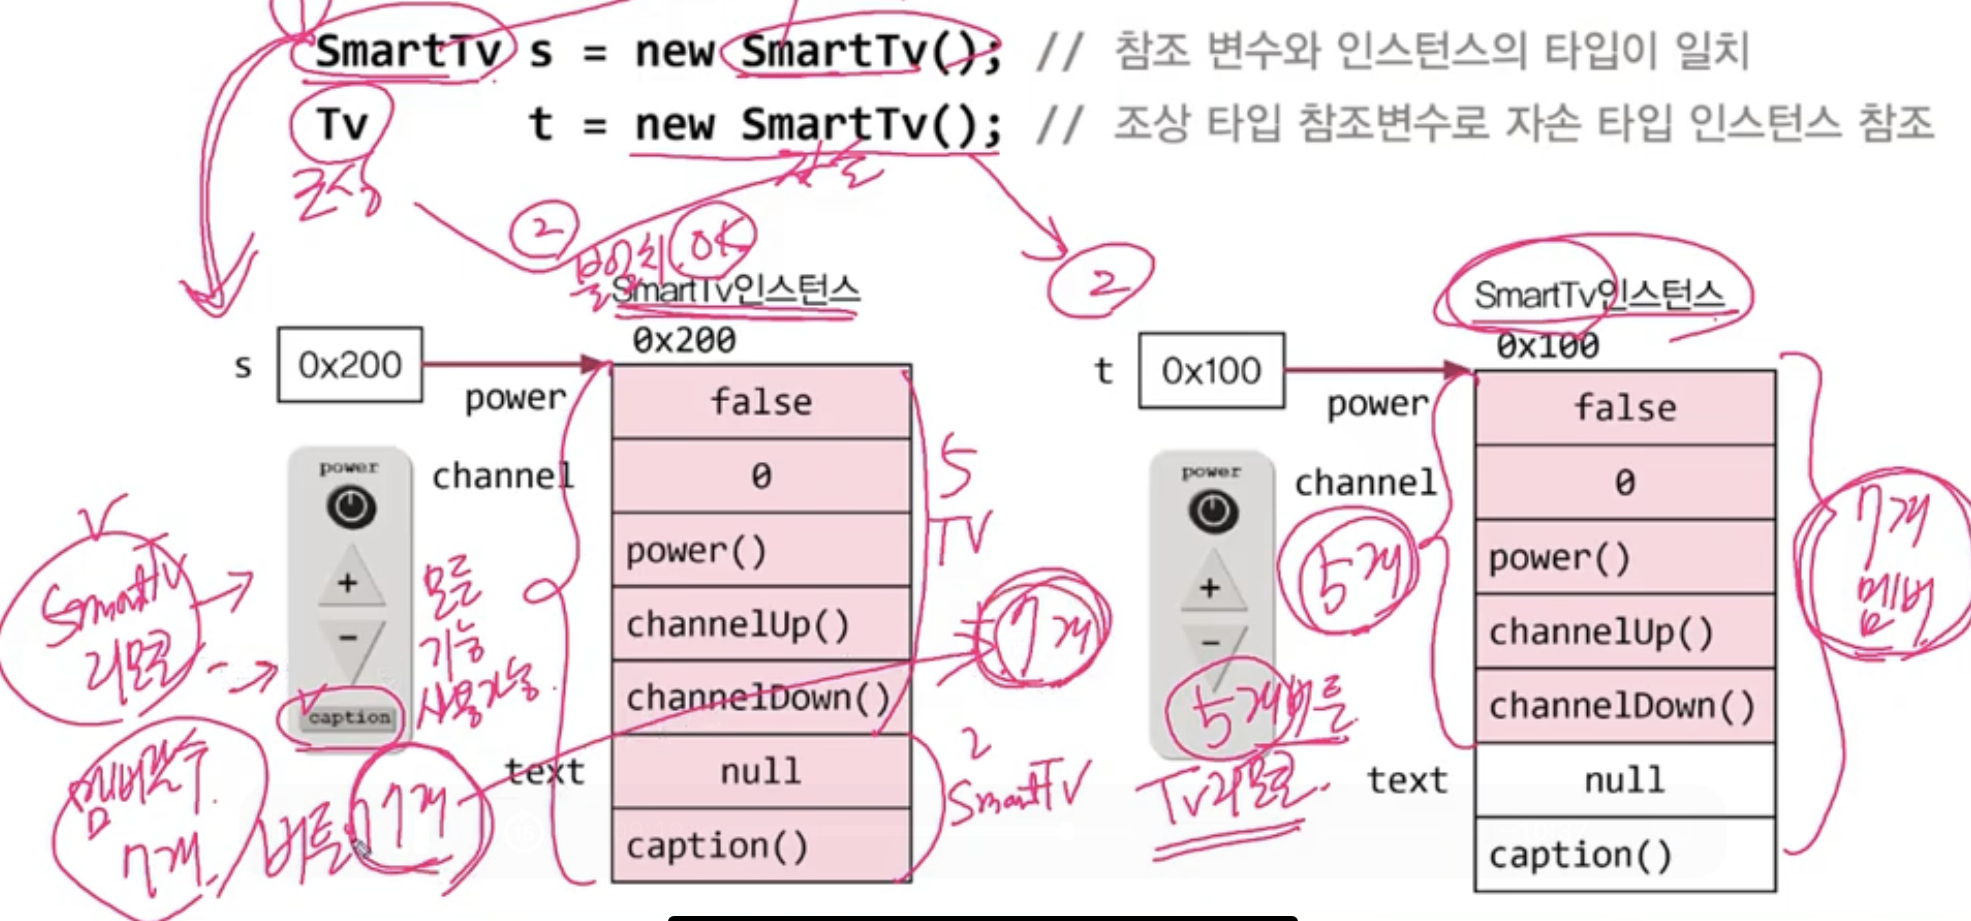 SmartTv s = new SmartTv(); // 참조 변수와 인스턴스의 타입이 일치
Tv t = new SmartTv(); // 조상 타입 참조변수로 자손 타입 인스턴스 참조
조상
자손
2
불일치 OK
2
SmartTv인스턴스
0x200
s 0x200
power false
channel 0
power()
channelUp()
channelDown()
text null
caption()
power
+
-
caption
SmartTV
리모콘
모든
기능
사용가능.
멤버갯수
7개
버튼 7개
5
TV
7개
2
SmartTV
SmartTv인스턴스
0x100
t 0x100
power false
channel 0
power()
channelUp()
channelDown()
text null
caption()
power
+
-
5개
5개버튼
Tv리모콘.
7개
멤버